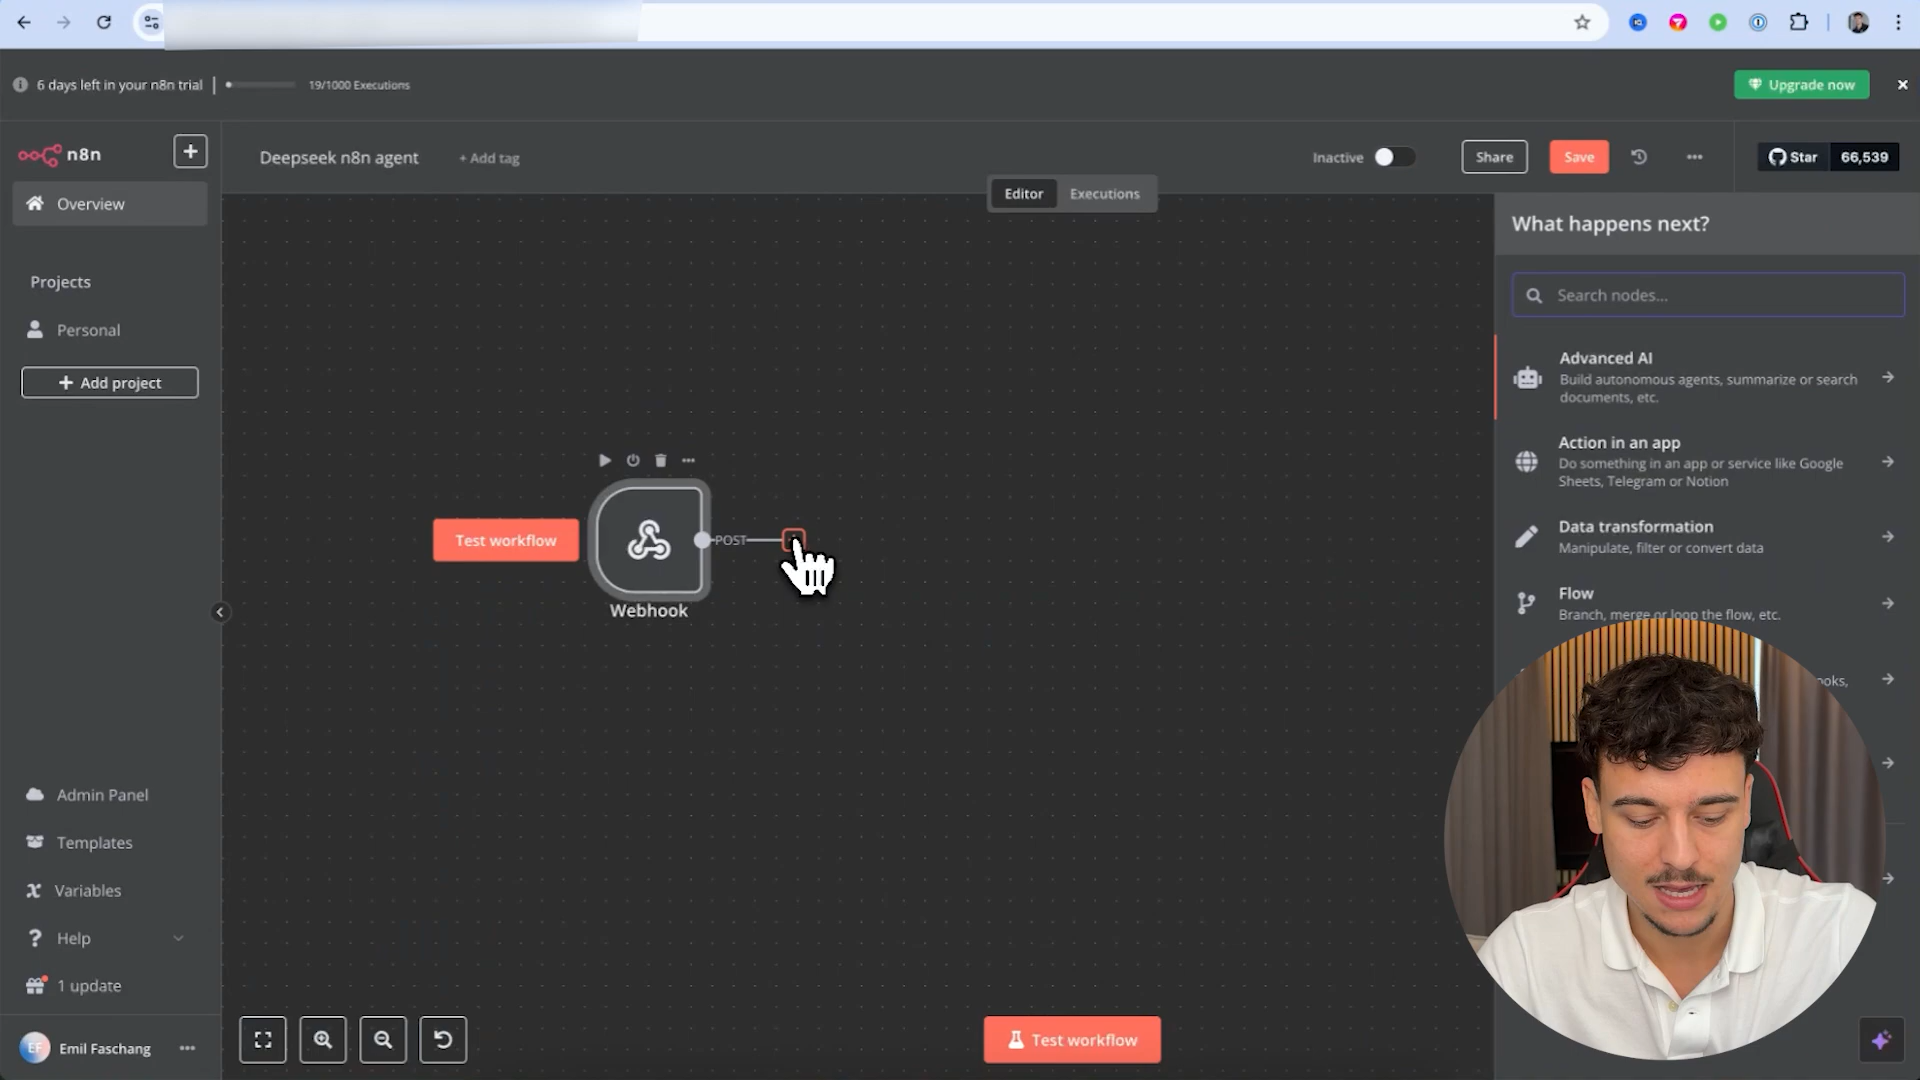 6 days left in your n8n trial
19/1000 Executions
Upgrade now
n8n
Deepseek n8n agent
+ Add tag
Inactive
Share
Save
Star
66,539
Editor
Executions
Overview
Projects
Personal
Add project
What happens next?
Search nodes...
Advanced AI
Build autonomous agents, summarize or search
documents, etc.
Action in an app
Do something in an app or service like Google
Sheets, Telegram or Notion
Data transformation
Manipulate, filter or convert data
Flow
Branch, merge or loop the flow, etc.
Test workflow
POST
Webhook
Admin Panel
Templates
Variables
Help
1 update
EF
Emil Faschang
Test workflow